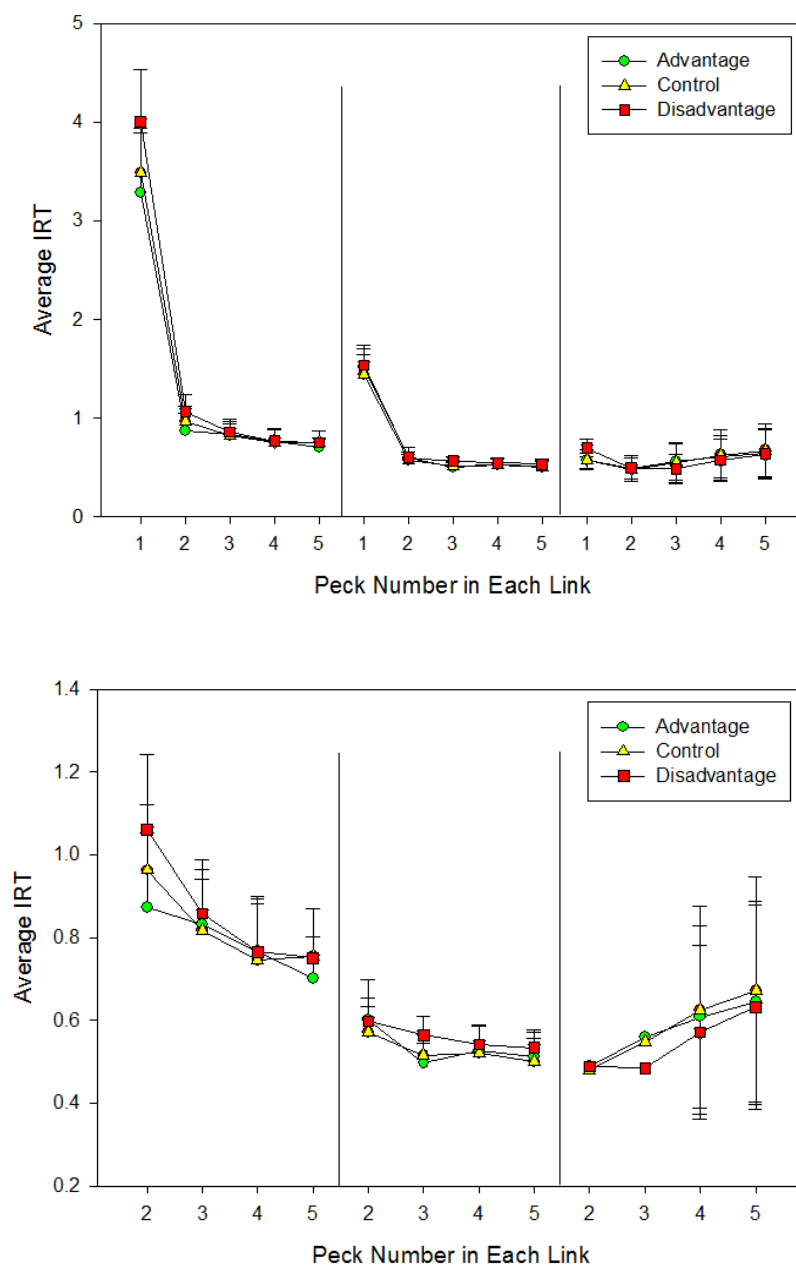 5
4
3
2
1
0
Average IRT
Advantage
Control
Disadvantage
1 2 3 4 5 1 2 3 4 5 1 2 3 4 5
Peck Number in Each Link
1.4
1.2
1.0
0.8
0.6
0.4
0.2
Average IRT
Advantage
Control
Disadvantage
2 3 4 5 2 3 4 5 2 3 4 5
Peck Number in Each Link